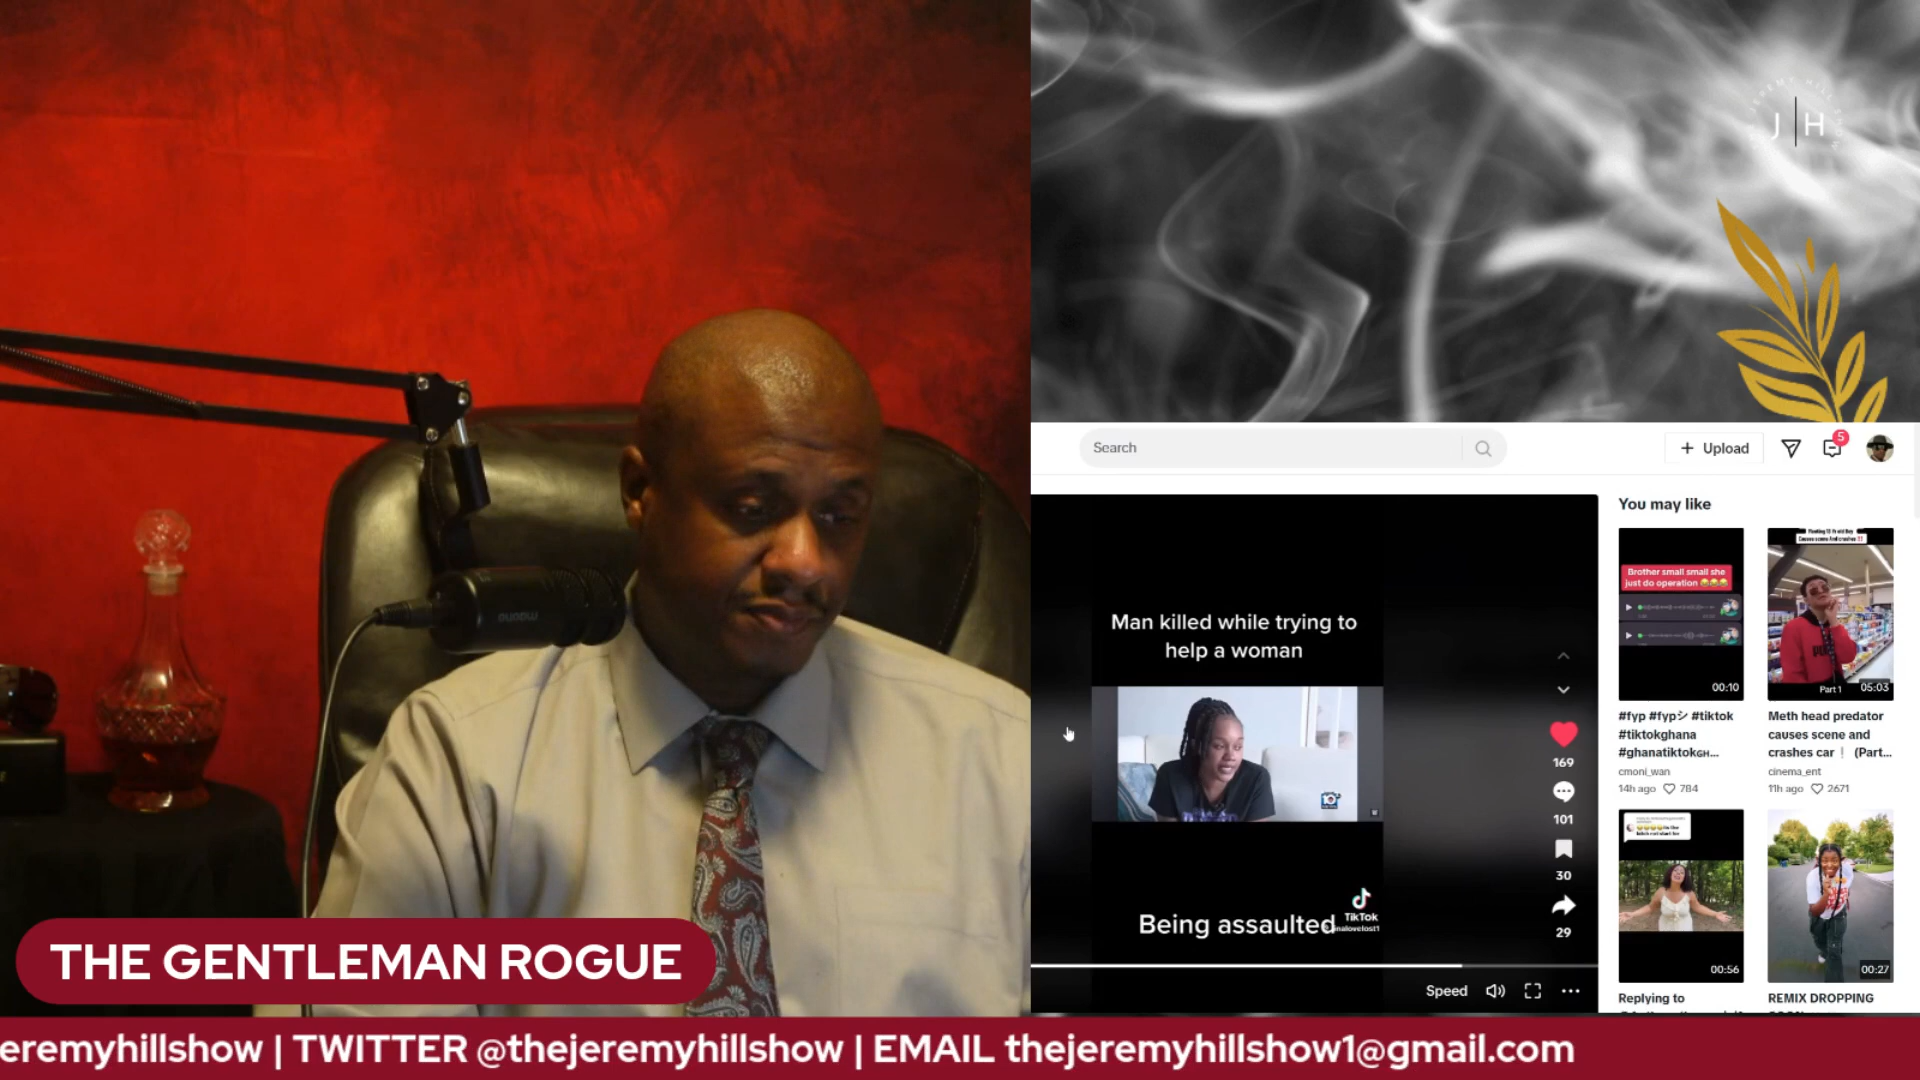 J | H
Search
Upload
5
You may like
Man killed while trying to
help a woman
Being assaulted
TikTok
169
101
30
29
Speed
Brother small small she
just do operation
00:10
Part 1
05:03
#fyp #fypシ #tiktok
#tiktokghana
#ghanatiktokGH...
cmoni_wan
14h ago 784
Meth head predator
causes scene and
crashes car❕ (Part...
cinema_ent
11h ago 2671
00:56
00:27
Replying to
REMIX DROPPING
THE GENTLEMAN ROGUE
eremyhillshow | TWITTER @thejeremyhillshow | EMAIL thejeremyhillshow1@gmail.com